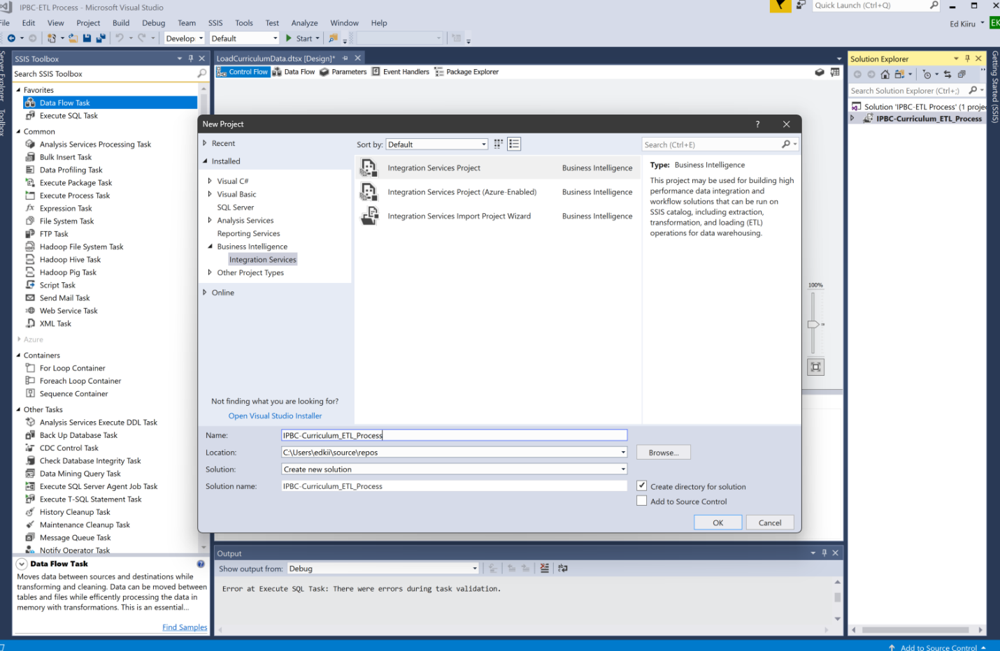 IPBC-ETL Process - Microsoft Visual Studio
Quick Launch (Ctrl+Q)
File Edit View Project Build Debug Team SSIS Tools Test Analyze Window Help
Ed Kiiru EK
Develop Default Start
Server Explorer Toolbox
SSIS Toolbox
Search SSIS Toolbox
Favorites
Data Flow Task
Execute SQL Task
Common
Analysis Services Processing Task
Bulk Insert Task
Data Profiling Task
Execute Package Task
Execute Process Task
Expression Task
File System Task
FTP Task
Hadoop File System Task
Hadoop Hive Task
Hadoop Pig Task
Script Task
Send Mail Task
Web Service Task
XML Task
Azure
Containers
For Loop Container
Foreach Loop Container
Sequence Container
Other Tasks
Analysis Services Execute DDL Task
Back Up Database Task
CDC Control Task
Check Database Integrity Task
Data Mining Query Task
Execute SQL Server Agent Job Task
Execute T-SQL Statement Task
History Cleanup Task
Maintenance Cleanup Task
Message Queue Task
Notify Operator Task
Data Flow Task
Moves data between sources and destinations while
transforming and cleaning. Data can be moved between
tables and files while efficently processing the data in
memory with transformations. This is an essential...
Find Samples
LoadCurriculumData.dtsx [Design]*
Control Flow Data Flow Parameters Event Handlers Package Explorer
New Project
?
Recent
Installed
Visual C#
Visual Basic
SQL Server
Analysis Services
Reporting Services
Business Intelligence
Integration Services
Other Project Types
Online
Not finding what you are looking for?
Open Visual Studio Installer
Sort by: Default
Search (Ctrl+E)
Integration Services Project Business Intelligence
Integration Services Project (Azure-Enabled) Business Intelligence
Integration Services Import Project Wizard Business Intelligence
Type: Business Intelligence
This project may be used for building high
performance data integration and
workflow solutions that can be run on
SSIS catalog, including extraction,
transformation, and loading (ETL)
operations for data warehousing.
Name: IPBC-Curriculum_ETL_Process
Location: C:\Users\edkii\source\repos Browse...
Solution: Create new solution
Solution name: IPBC-Curriculum_ETL_Process
Create directory for solution
Add to Source Control
OK Cancel
100%
Output
Show output from: Debug
Error at Execute SQL Task: There were errors during task validation.
Solution Explorer
Search Solution Explorer (Ctrl+;)
Solution 'IPBC-ETL Process' (1 projec
IPBC-Curriculum_ETL_Process
Getting Started (SSIS)
Add to Source Control